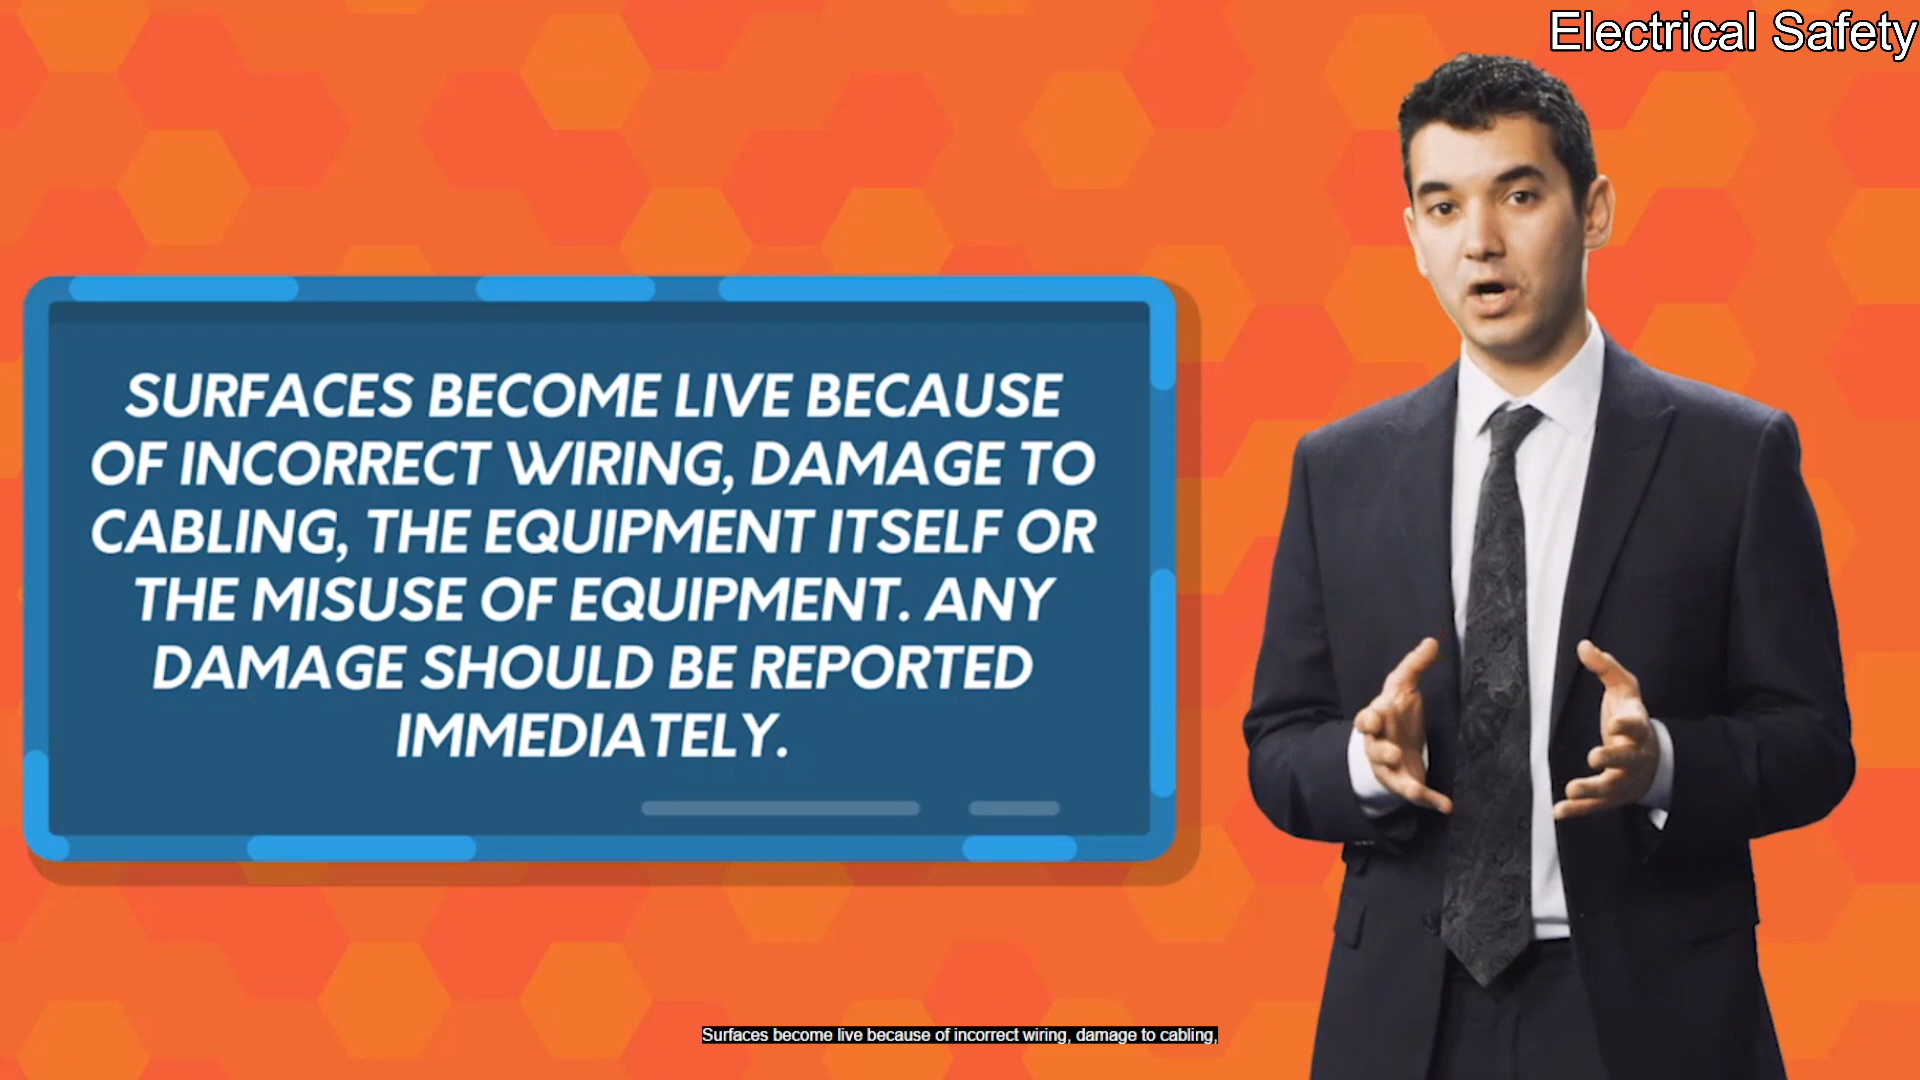 Electrical Safety
SURFACES BECOME LIVE BECAUSE
OF INCORRECT WIRING, DAMAGE TO
CABLING, THE EQUIPMENT ITSELF OR
THE MISUSE OF EQUIPMENT. ANY
DAMAGE SHOULD BE REPORTED
IMMEDIATELY.
Surfaces become live because of incorrect wiring, damage to cabling,